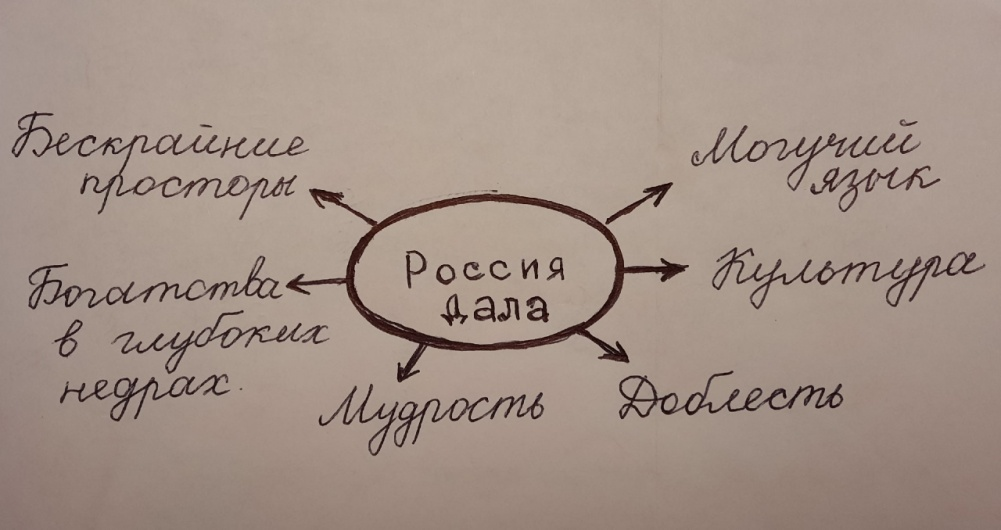 Бескрайние
просторы
Богатства
в глубоких
недрах.
Россия
дала
Мудрость
Могучий
язык
Культура
Доблесть